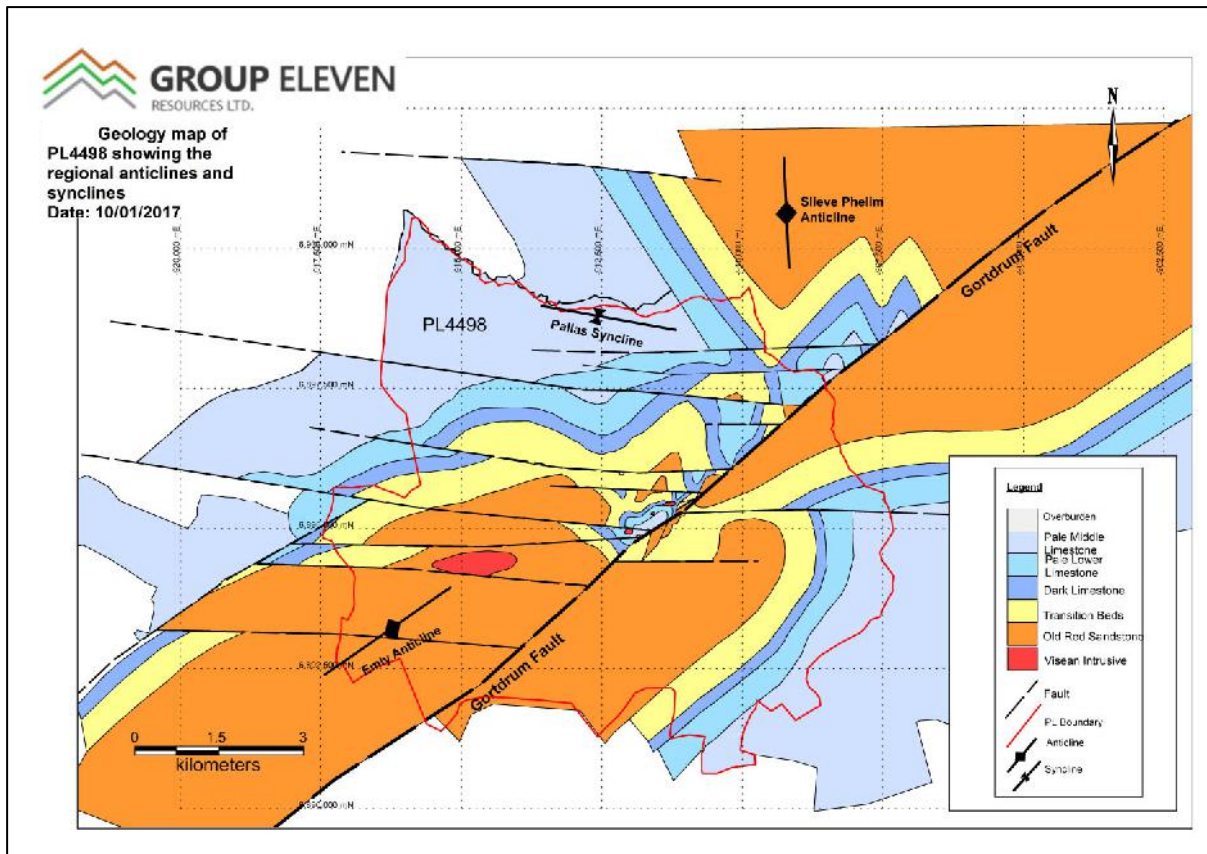 GROUP ELEVEN
RESOURCES LTD.
Geology map of
PL4498 showing the
regional anticlines and
synclines
Date: 10/01/2017
N
Slieve Phelim
Anticline
Gortdrum Fault
PL4498
Pallas Syncline
Emly Anticline
Gortdrum Fault
0 1.5 3
kilometers
Legend
Overburden
Pale Middle
Limestone
Pale Lower
Limestone
Dark Limestone
Transition Beds
Old Red Sandstone
Visean Intrusive
Fault
PL Boundary
Anticline
Syncline